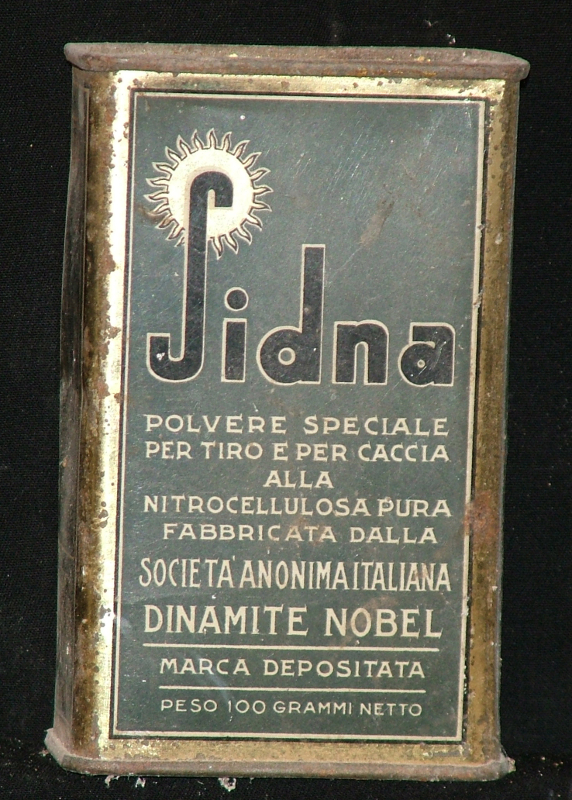 Sidna
POLVERE SPECIALE
PER TIRO E PER CACCIA
ALLA
NITROCELLULOSA PURA
FABBRICATA DALLA
SOCIETA' ANONIMA ITALIANA
DINAMITE NOBEL
MARCA DEPOSITATA
PESO 100 GRAMMI NETTO